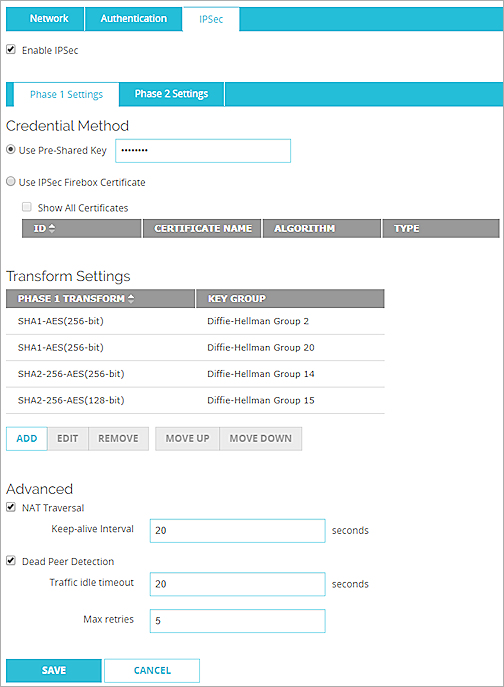 Network Authentication IPSec
Enable IPSec
Phase 1 Settings Phase 2 Settings
Credential Method
Use Pre-Shared Key ••••••••
Use IPSec Firebox Certificate
Show All Certificates
ID CERTIFICATE NAME ALGORITHM TYPE
Transform Settings
PHASE 1 TRANSFORM KEY GROUP
SHA1-AES(256-bit) Diffie-Hellman Group 2
SHA1-AES(256-bit) Diffie-Hellman Group 20
SHA2-256-AES(256-bit) Diffie-Hellman Group 14
SHA2-256-AES(128-bit) Diffie-Hellman Group 15
ADD EDIT REMOVE MOVE UP MOVE DOWN
Advanced
NAT Traversal
Keep-alive Interval 20 seconds
Dead Peer Detection
Traffic idle timeout 20 seconds
Max retries 5
SAVE CANCEL